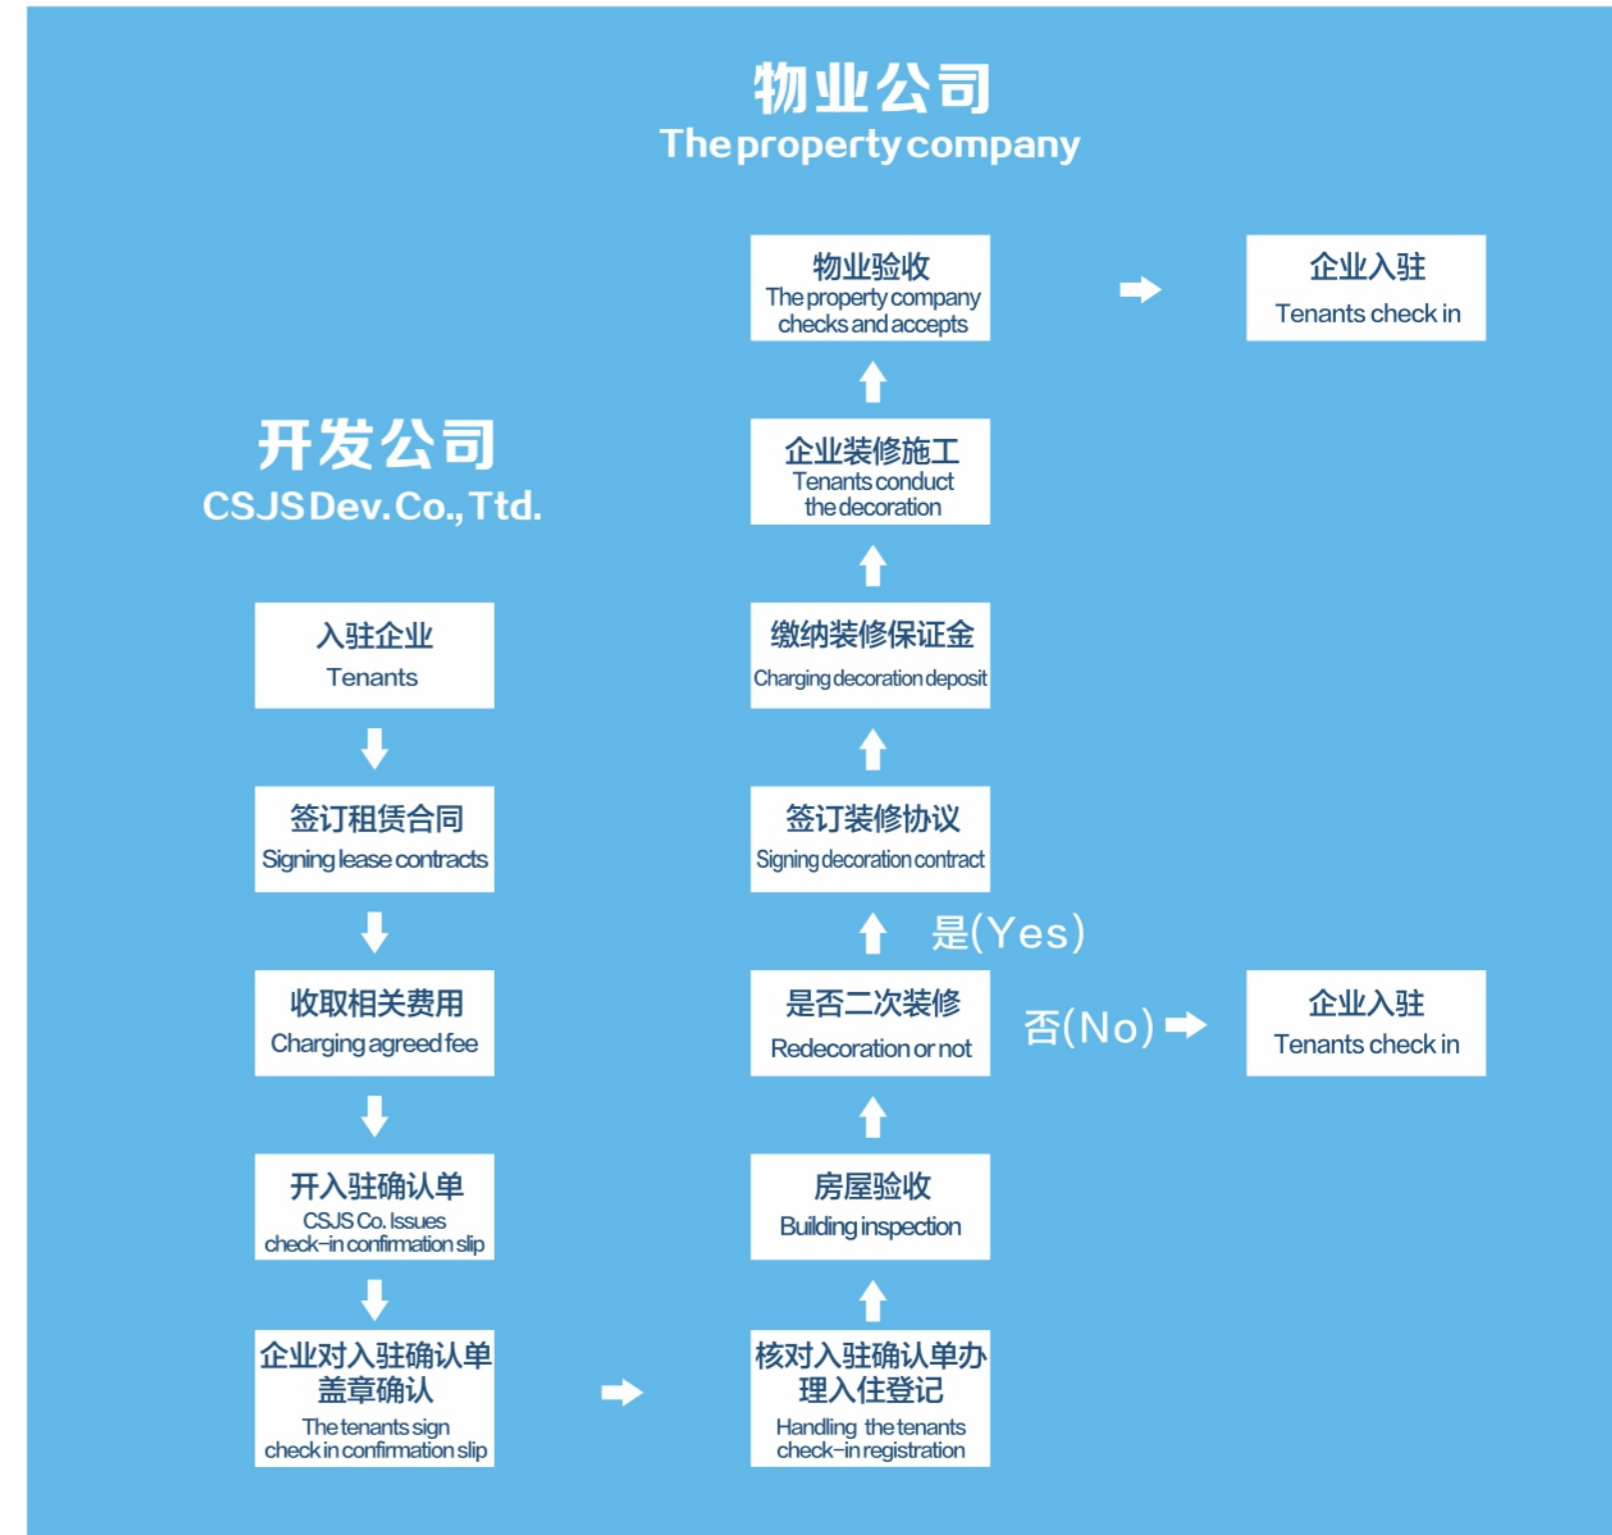 物业公司
The property company
开发公司
CSJS Dev. Co., Ttd.
入驻企业
Tenants
签订租赁合同
Signing lease contracts
收取相关费用
Charging agreed fee
开入驻确认单
CSJS Co. Issues
check-in confirmation slip
企业对入驻确认单
盖章确认
The tenants sign
check in confirmation slip
核对入驻确认单办
理入住登记
Handling the tenants
check-in registration
房屋验收
Building inspection
是否二次装修
Redecoration or not
否(No)
企业入驻
Tenants check in
是(Yes)
签订装修协议
Signing decoration contract
缴纳装修保证金
Charging decoration deposit
企业装修施工
Tenants conduct
the decoration
物业验收
The property company
checks and accepts
企业入驻
Tenants check in